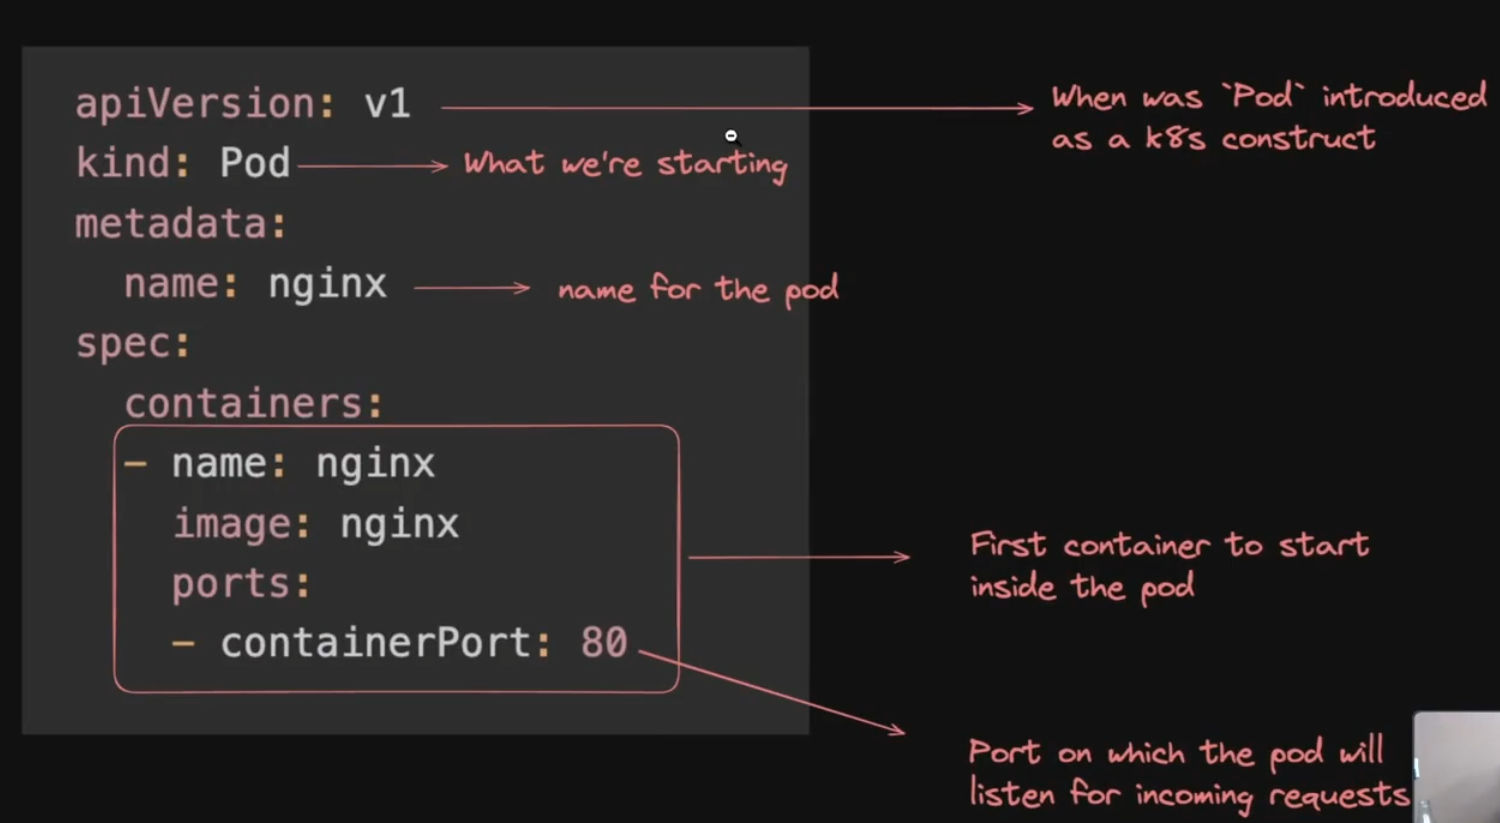 apiVersion: v1
When was `Pod` introduced
as a k8s construct
kind: Pod
What we're starting
metadata:
name: nginx
name for the pod
spec:
containers:
- name: nginx
image: nginx
ports:
- containerPort: 80
First container to start
inside the pod
Port on which the pod will
listen for incoming requests